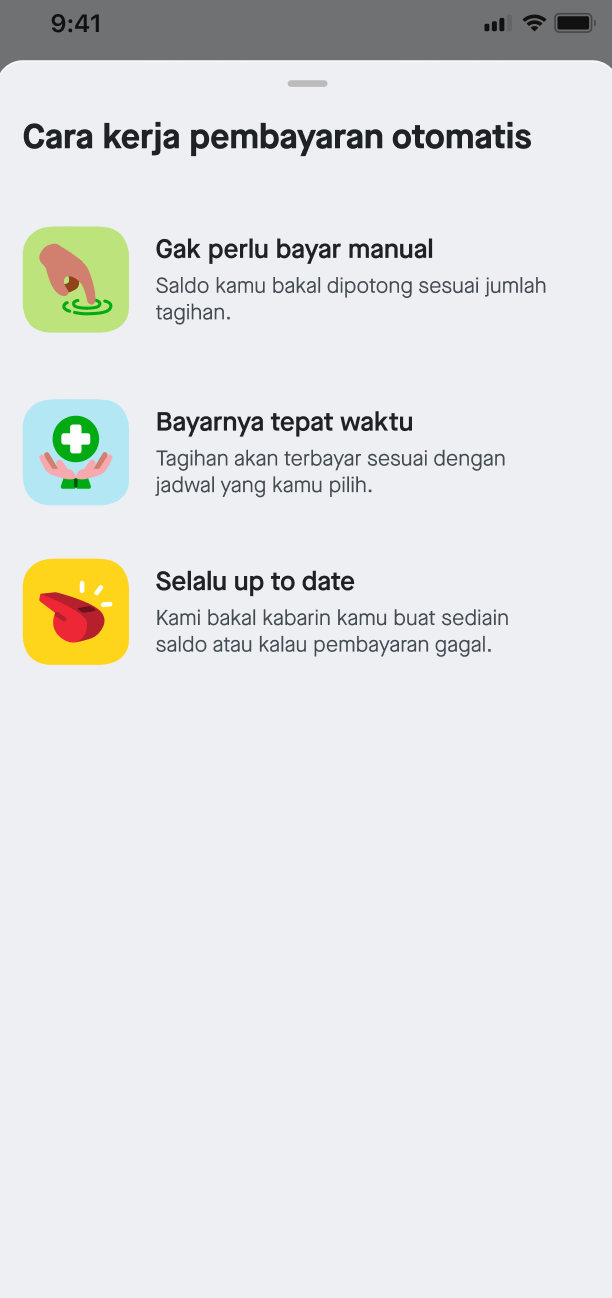 9:41
Cara kerja pembayaran otomatis
Gak perlu bayar manual
Saldo kamu bakal dipotong sesuai jumlah
tagihan.
Bayarnya tepat waktu
Tagihan akan terbayar sesuai dengan
jadwal yang kamu pilih.
Selalu up to date
Kami bakal kabarin kamu buat sediain
saldo atau kalau pembayaran gagal.